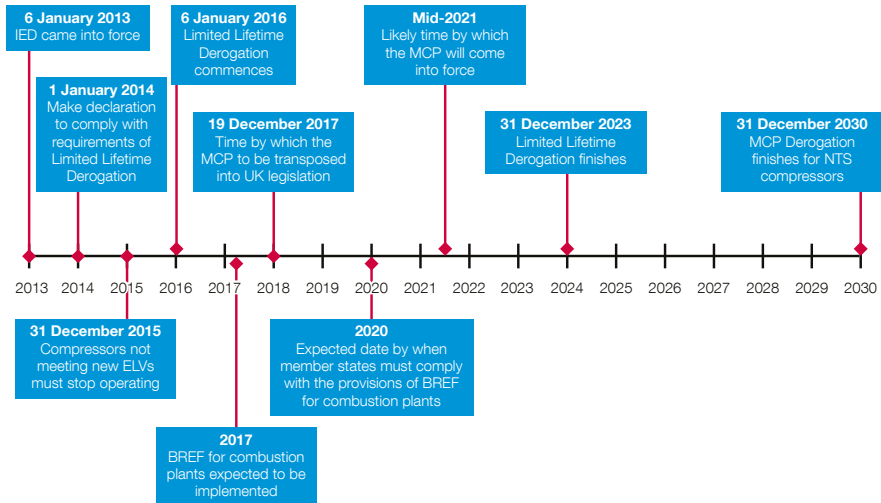 6 January 2013
IED came into force
6 January 2016
Limited Lifetime
Derogation
commences
Mid-2021
Likely time by which
the MCP will come
into force
1 January 2014
Make declaration
to comply with
requirements of
Limited Lifetime
Derogation
19 December 2017
Time by which the
MCP to be transposed
into UK legislation
31 December 2023
Limited Lifetime
Derogation finishes
31 December 2030
MCP Derogation
finishes for NTS
compressors
2013 2014 2015 2016 2017 2018 2019 2020 2021 2022 2023 2024 2025 2026 2027 2028 2029 2030
31 December 2015
Compressors not
meeting new ELVs
must stop operating
2020
Expected date by when
member states must comply
with the provisions of BREF
for combustion plants
2017
BREF for combustion
plants expected to be
implemented